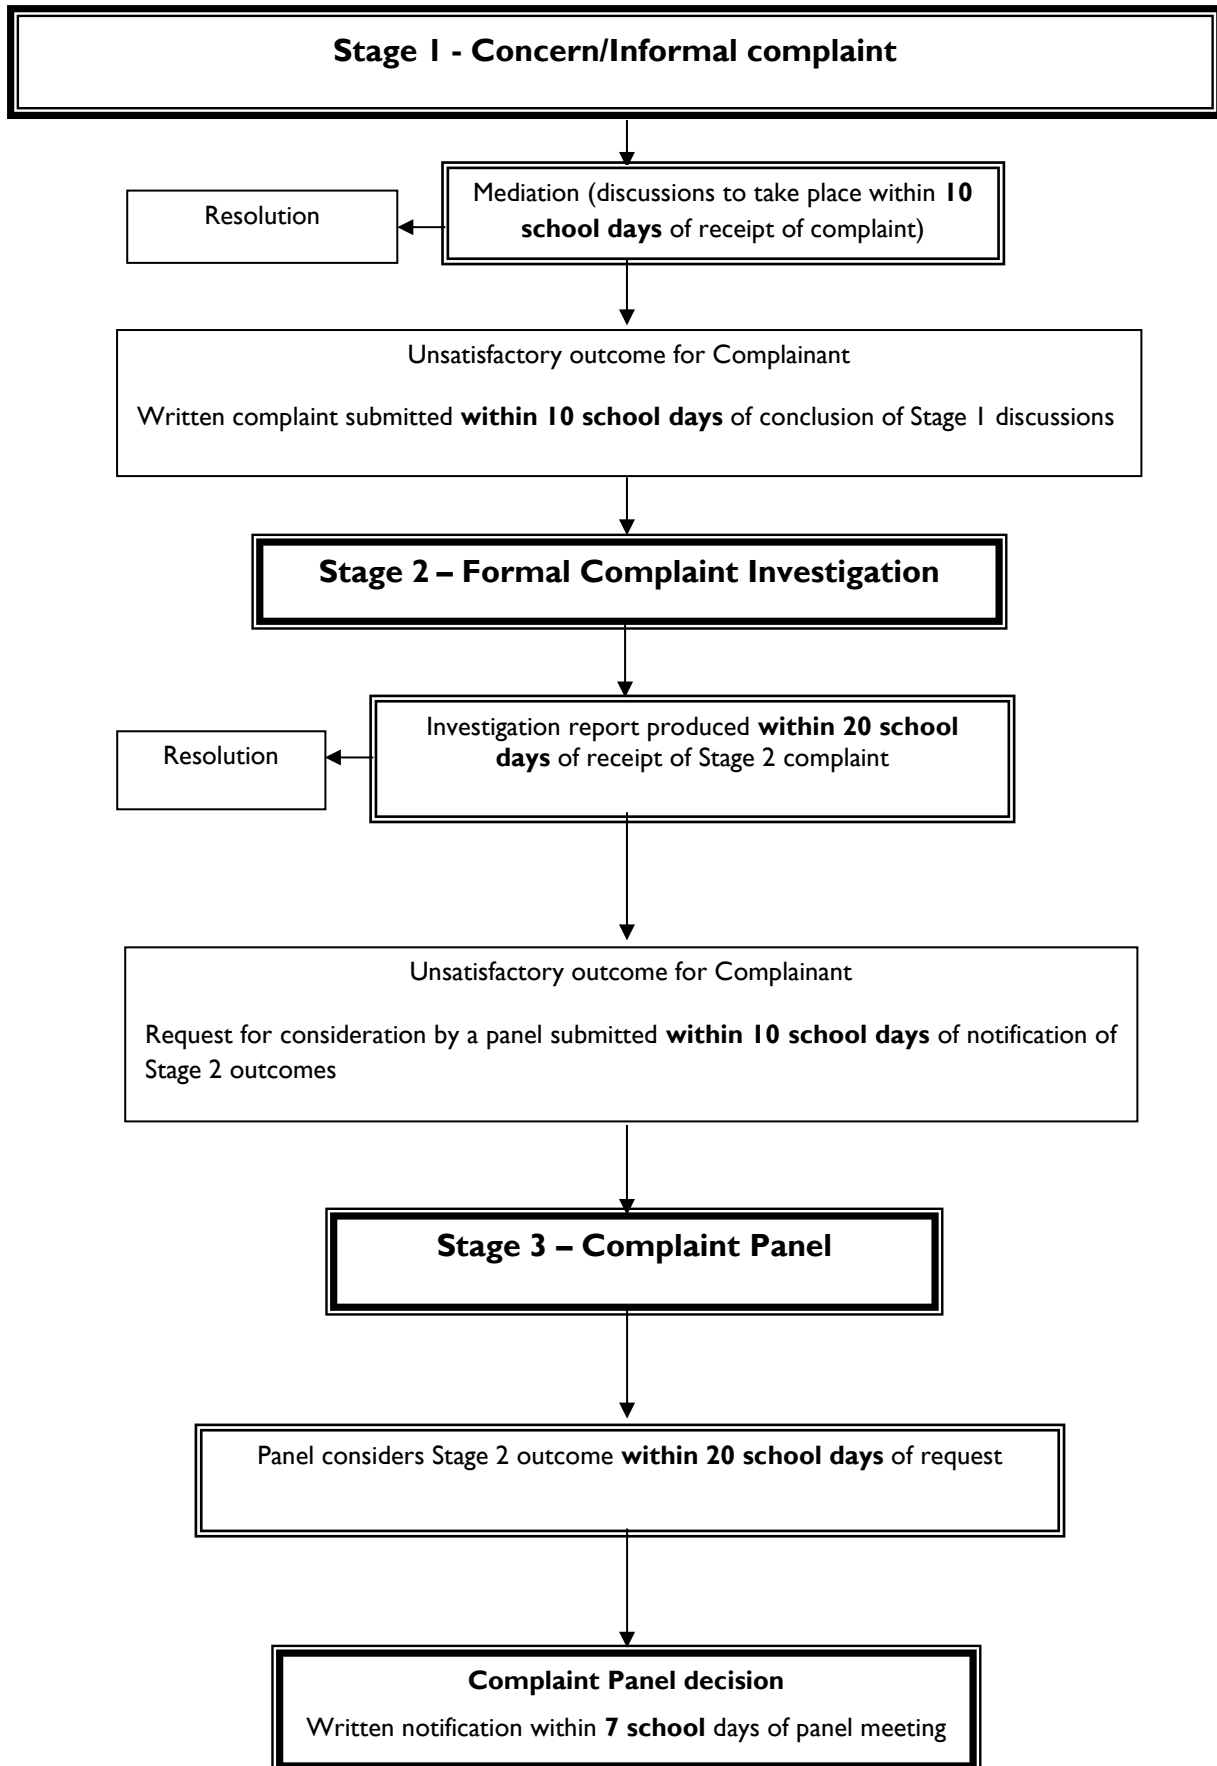 Stage 1 - Concern/Informal complaint
Mediation (discussions to take place within 10
school days of receipt of complaint)
Resolution
Unsatisfactory outcome for Complainant
Written complaint submitted within 10 school days of conclusion of Stage 1 discussions
Stage 2 – Formal Complaint Investigation
Investigation report produced within 20 school
days of receipt of Stage 2 complaint
Resolution
Unsatisfactory outcome for Complainant
Request for consideration by a panel submitted within 10 school days of notification of
Stage 2 outcomes
Stage 3 – Complaint Panel
Panel considers Stage 2 outcome within 20 school days of request
Complaint Panel decision
Written notification within 7 school days of panel meeting